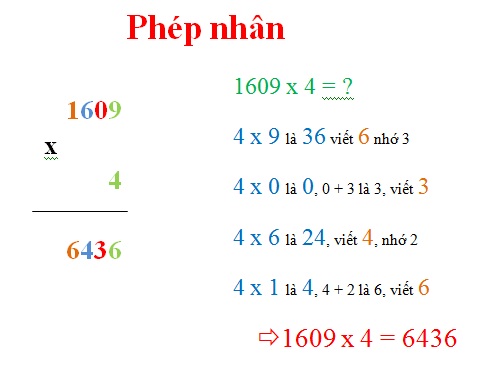 Phép nhân
1609
x
4
6436
1609 x 4 = ?
4 x 9 là 36 viết 6 nhớ 3
4 x 0 là 0, 0 + 3 là 3, viết 3
4 x 6 là 24, viết 4, nhớ 2
4 x 1 là 4, 4 + 2 là 6, viết 6
⇨1609 x 4 = 6436